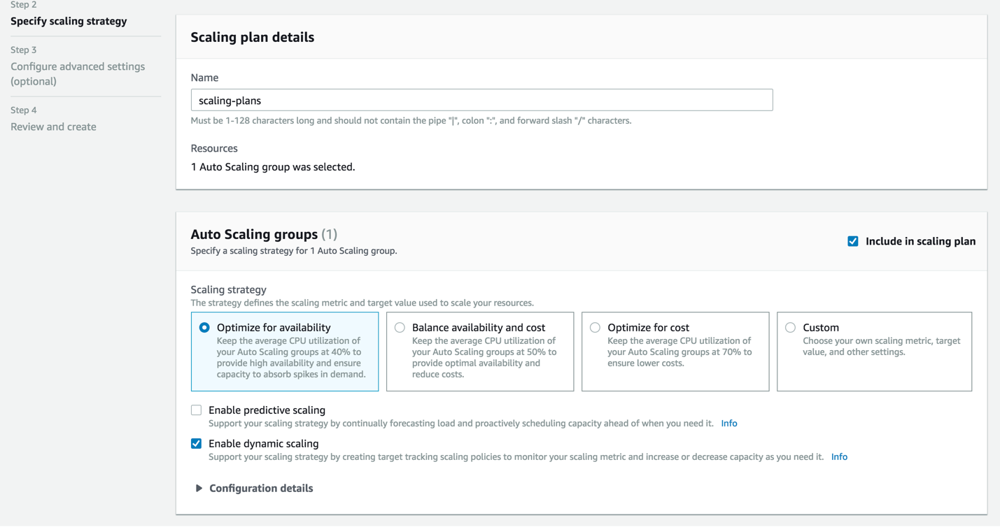 Step 2
Specify scaling strategy
Step 3
Configure advanced settings
(optional)
Step 4
Review and create
Scaling plan details
Name
scaling-plans
Must be 1-128 characters long and should not contain the pipe "|", colon ":", and forward slash "/" characters.
Resources
1 Auto Scaling group was selected.
Auto Scaling groups (1)
Specify a scaling strategy for 1 Auto Scaling group.
Include in scaling plan
Scaling strategy
The strategy defines the scaling metric and target value used to scale your resources.
Optimize for availability
Keep the average CPU utilization of
your Auto Scaling groups at 40% to
provide high availability and ensure
capacity to absorb spikes in demand.
Balance availability and cost
Keep the average CPU utilization of
your Auto Scaling groups at 50% to
provide optimal availability and
reduce costs.
Optimize for cost
Keep the average CPU utilization of
your Auto Scaling groups at 70% to
ensure lower costs.
Custom
Choose your own scaling metric, target
value, and other settings.
Enable predictive scaling
Support your scaling strategy by continually forecasting load and proactively scheduling capacity ahead of when you need it. Info
Enable dynamic scaling
Support your scaling strategy by creating target tracking scaling policies to monitor your scaling metric and increase or decrease capacity as you need it. Info
Configuration details